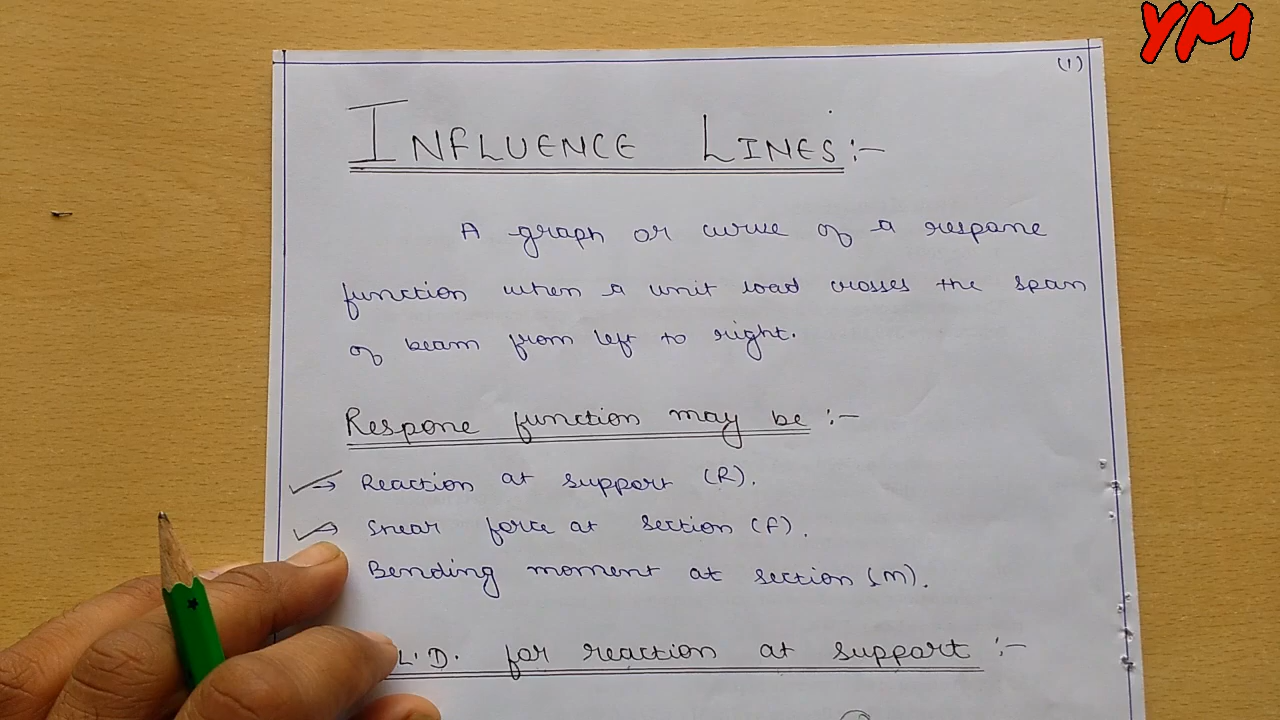 YM
(1)
INFLUENCE LINES :-
A graph or curve of a respone
function when a unit load crosses the span
of beam from left to right.
Respone function may be :-
→ Reaction at support (R).
→ Shear force at section (F).
Bending moment at section (M).
L.D. for reaction at support :-